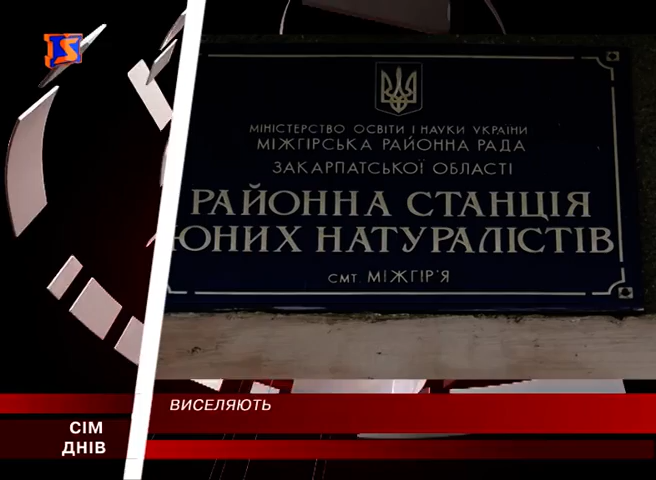 МІНІСТЕРСТВО ОСВІТИ І НАУКИ УКРАЇНИ
МІЖГІРСЬКА РАЙОННА РАДА
ЗАКАРПАТСЬКОЇ ОБЛАСТІ
РАЙОННА СТАНЦІЯ
ЮНИХ НАТУРАЛІСТІВ
СМТ. МІЖГІР'Я
ВИСЕЛЯЮТЬ
СІМ
ДНІВ